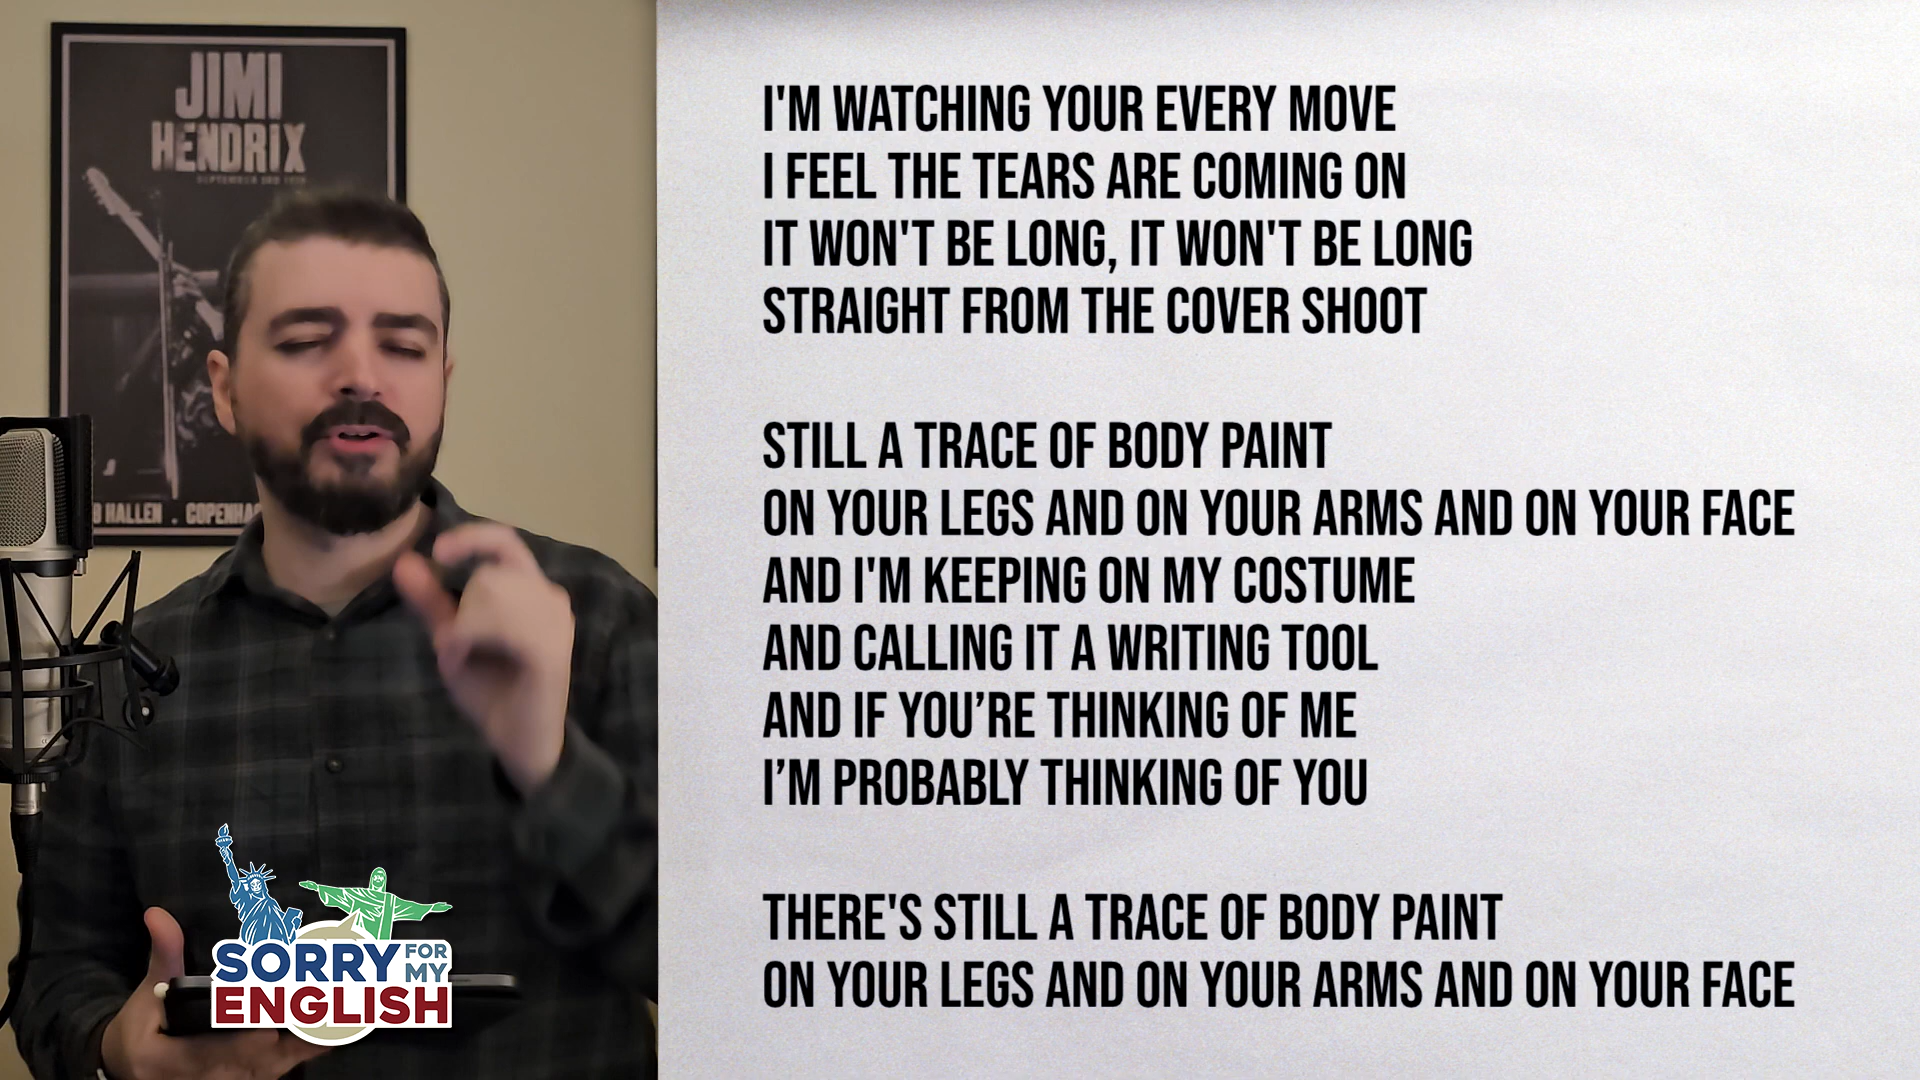 JIMI
HENDRIX
HALLEN . COPENHA
SORRY FOR MY
ENGLISH
I'M WATCHING YOUR EVERY MOVE
I FEEL THE TEARS ARE COMING ON
IT WON'T BE LONG, IT WON'T BE LONG
STRAIGHT FROM THE COVER SHOOT
STILL A TRACE OF BODY PAINT
ON YOUR LEGS AND ON YOUR ARMS AND ON YOUR FACE
AND I'M KEEPING ON MY COSTUME
AND CALLING IT A WRITING TOOL
AND IF YOU’RE THINKING OF ME
I’M PROBABLY THINKING OF YOU
THERE'S STILL A TRACE OF BODY PAINT
ON YOUR LEGS AND ON YOUR ARMS AND ON YOUR FACE